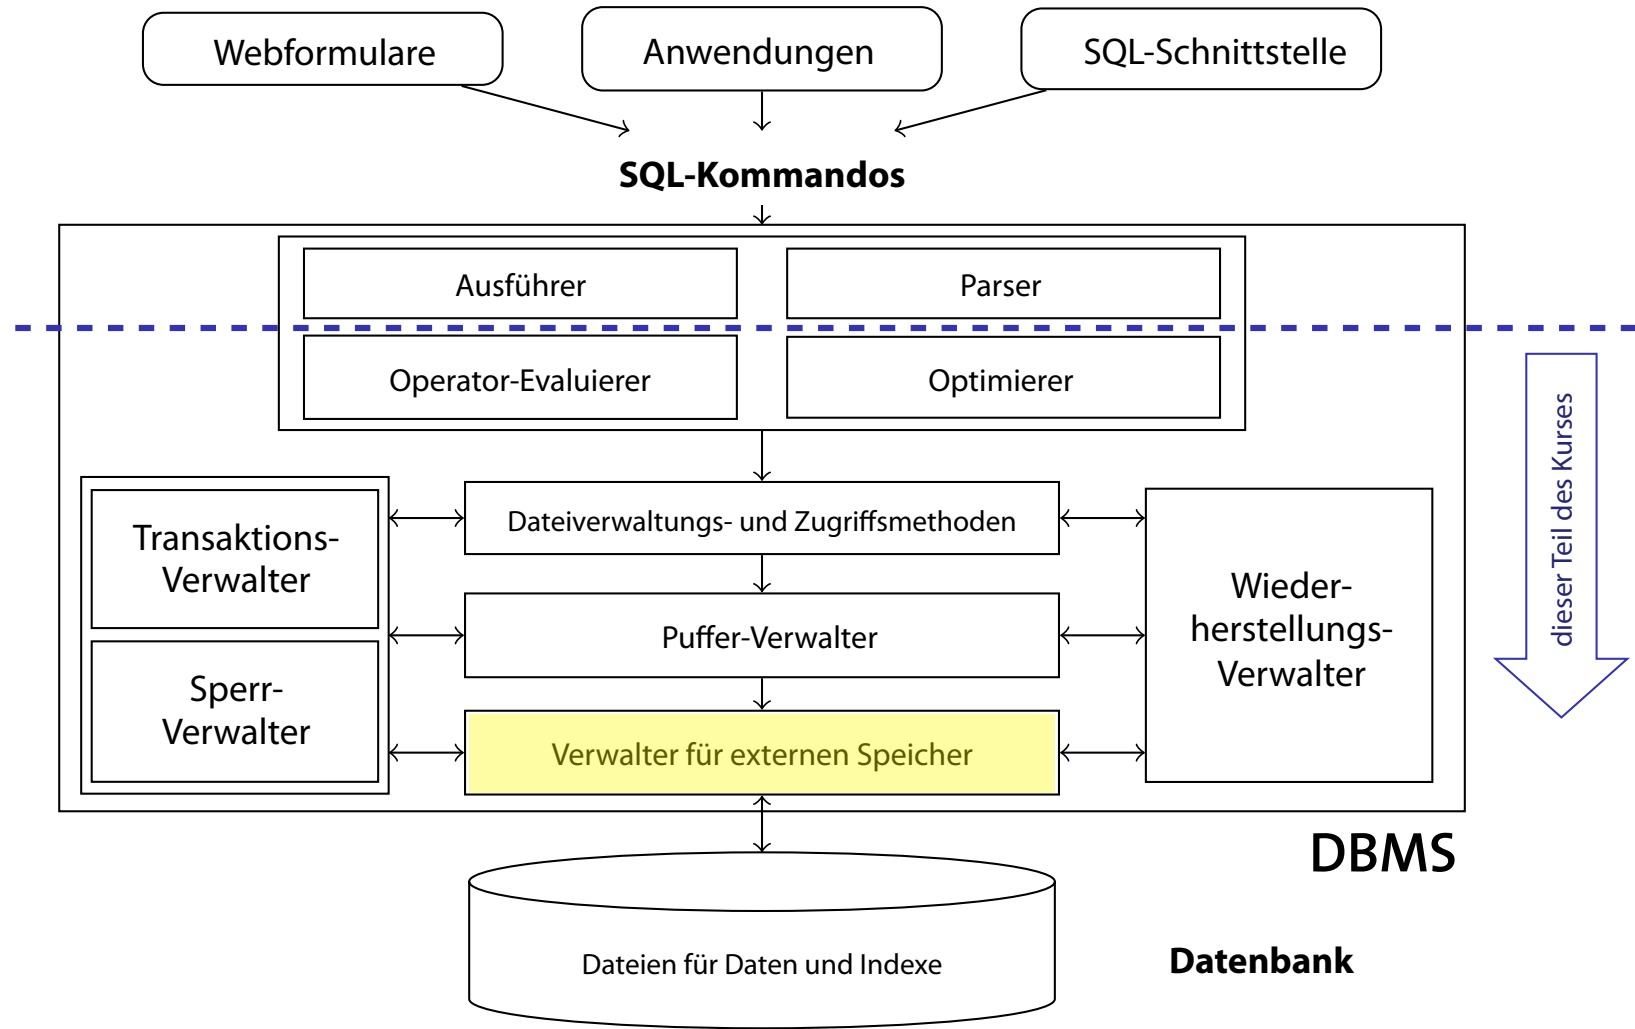 Webformulare
Anwendungen
SQL-Schnittstelle
SQL-Kommandos
Ausführer
Parser
Operator-Evaluierer
Optimierer
dieser Teil des Kurses
Transaktions-
Verwalter
Sperr-
Verwalter
Dateiverwaltungs- und Zugriffsmethoden
Puffer-Verwalter
Verwalter für externen Speicher
Wieder-
herstellungs-
Verwalter
DBMS
Dateien für Daten und Indexe
Datenbank